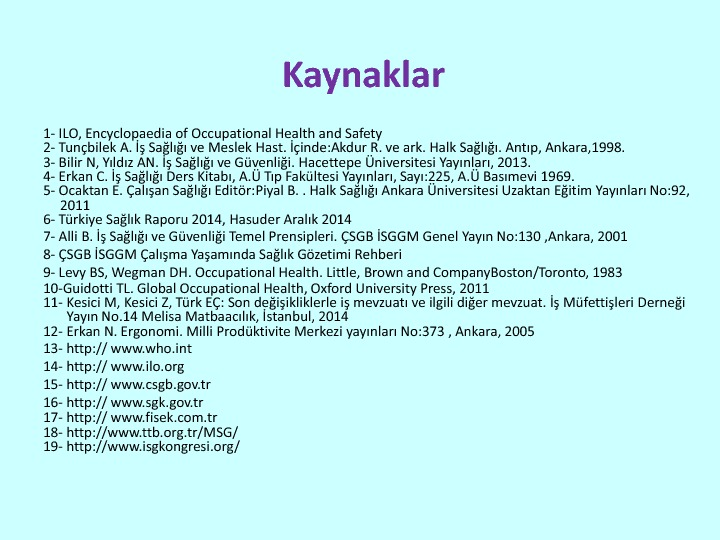 Kaynaklar
1- ILO, Encyclopaedia of Occupational Health and Safety
2- Tunçbilek A. İş Sağlığı ve Meslek Hast. İçinde:Akdur R. ve ark. Halk Sağlığı. Antıp, Ankara,1998.
3- Bilir N, Yıldız AN. İş Sağlığı ve Güvenliği. Hacettepe Üniversitesi Yayınları, 2013.
4- Erkan C. İş Sağlığı Ders Kitabı, A.Ü Tıp Fakültesi Yayınları, Sayı:225, A.Ü Basımevi 1969.
5- Ocaktan E. Çalışan Sağlığı Editör:Piyal B. . Halk Sağlığı Ankara Üniversitesi Uzaktan Eğitim Yayınları No:92,
2011
6- Türkiye Sağlık Raporu 2014, Hasuder Aralık 2014
7- Alli B. İş Sağlığı ve Güvenliği Temel Prensipleri. ÇSGB İSGGM Genel Yayın No:130 ,Ankara, 2001
8- ÇSGB İSGGM Çalışma Yaşamında Sağlık Gözetimi Rehberi
9- Levy BS, Wegman DH. Occupational Health. Little, Brown and CompanyBoston/Toronto, 1983
10-Guidotti TL. Global Occupational Health, Oxford University Press, 2011
11- Kesici M, Kesici Z, Türk EÇ: Son değişikliklerle iş mevzuatı ve ilgili diğer mevzuat. İş Müfettişleri Derneği
Yayın No.14 Melisa Matbaacılık, İstanbul, 2014
12- Erkan N. Ergonomi. Milli Prodüktivite Merkezi yayınları No:373 , Ankara, 2005
13- http:// www.who.int
14- http:// www.ilo.org
15- http:// www.csgb.gov.tr
16- http:// www.sgk.gov.tr
17- http:// www.fisek.com.tr
18- http://www.ttb.org.tr/MSG/
19- http://www.isgkongresi.org/